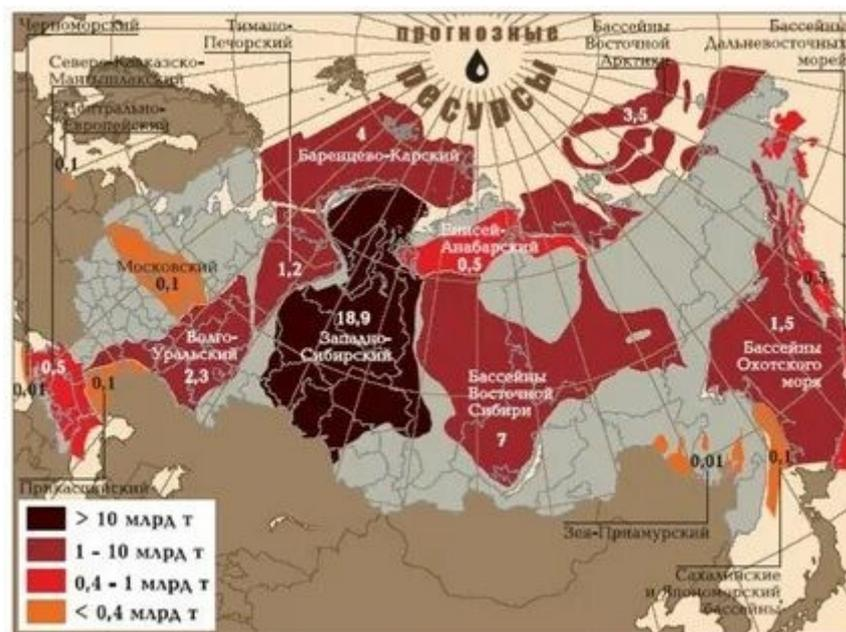 Черноморский
Северо-Кавказско-
Мангышлакский
Центрально-
Европейский
0,1
Тимано-
Печорский
прогнозные
ресурсы
Бассейны
Восточной
Арктики
Бассейны
Дальневосточных
морей
4
Баренцево-Карский
3,5
Енисей-
Анабарский
0,5
Московский
0,1
1,2
18,9
Западно-
Сибирский
Волго-
Уральский
2,3
0,5
0,01
0,1
Бассейны
Восточной
Сибири
7
0,5
1,5
Бассейны
Охотского
моря
0,01
0,1
Прикаспийский
Зея-Приамурский
Сахалинские
и Япономорский
бассейны
> 10 млрд т
1 - 10 млрд т
0,4 - 1 млрд т
< 0,4 млрд т